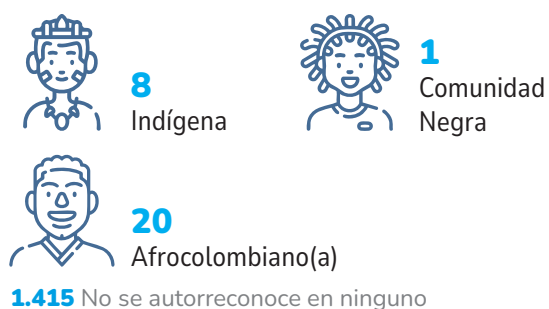 8
Indígena
1
Comunidad
Negra
20
Afrocolombiano(a)
1.415 No se autorreconoce en ninguno